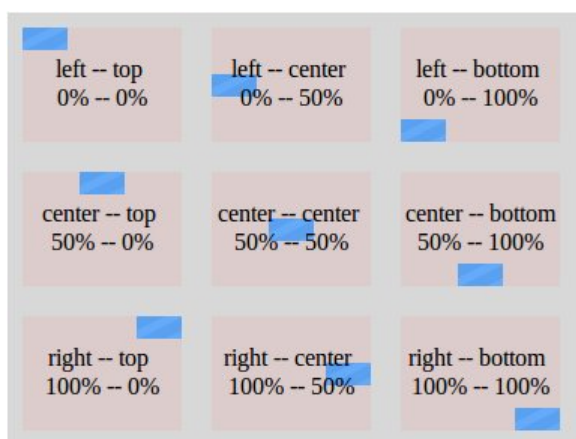 left -- top
0% -- 0%
left -- center
0% -- 50%
left -- bottom
0% -- 100%
center -- top
50% -- 0%
center -- center
50% -- 50%
center -- bottom
50% -- 100%
right -- top
100% -- 0%
right -- center
100% -- 50%
right -- bottom
100% -- 100%